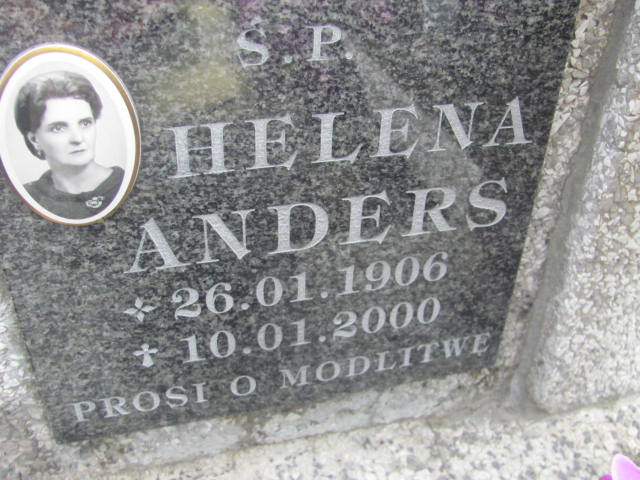 Ś.P.
HELENA
ANDERS
26.01.1906
10.01.2000
PROSI O MODLITWĘ